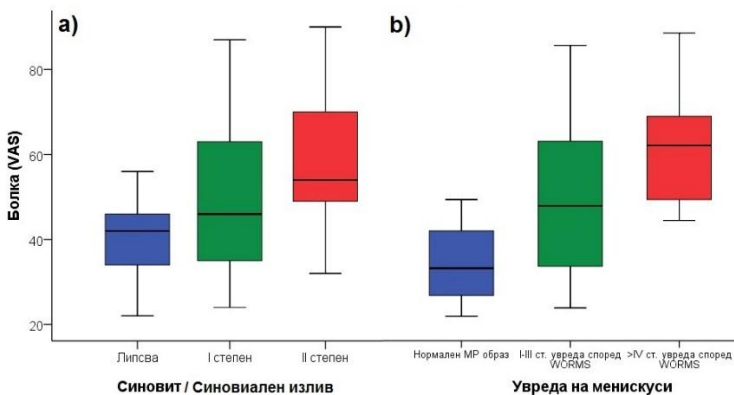 a)
b)
Болка (VAS)
80
60
40
20
Липсва
I степен
II степен
Синовит / Синовиален излив
Нормален МР образ
I-III ст. увреда според
WORMS
>IV ст. увреда според
WORMS
Увреда на менискуси